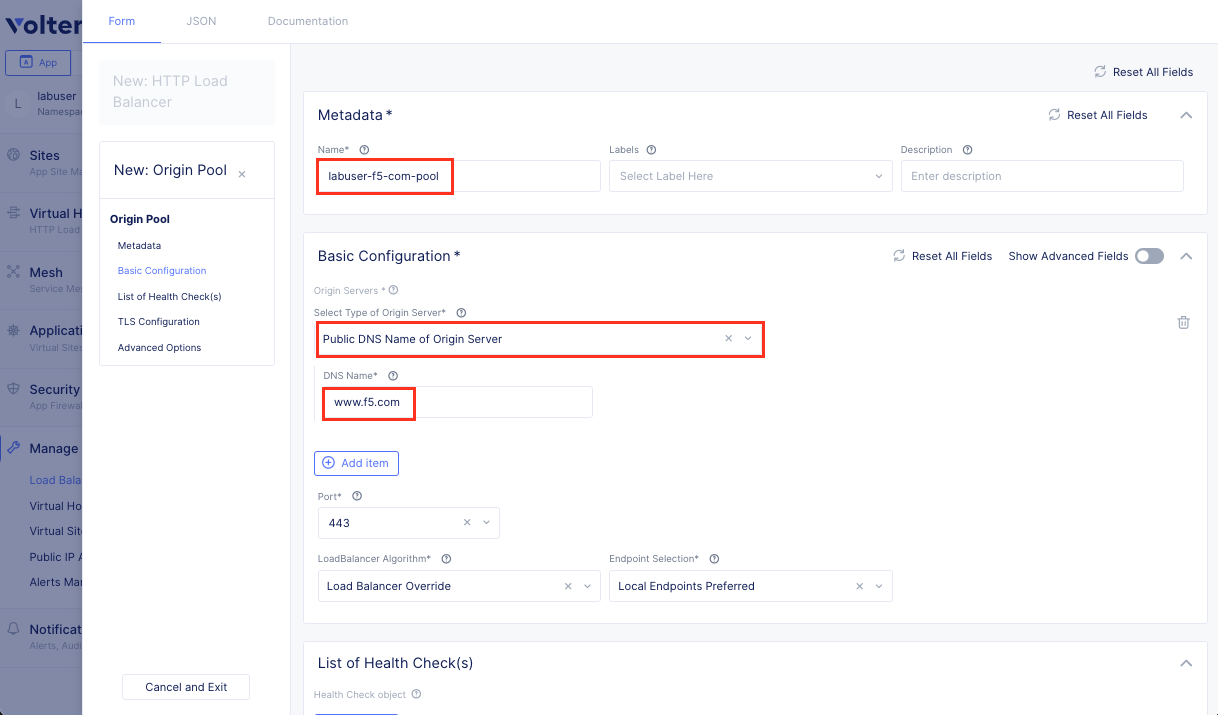 Volter
App
L
labuser
Namespa
Sites
App Site Ma
Virtual H
HTTP Load
Mesh
Service Me
Applicati
Virtual Sites
Security
App Firewa
Manage
Load Bala
Virtual Ho
Virtual Sit
Public IP A
Alerts Man
Notificat
Alerts, Audi
Form JSON Documentation
New: HTTP Load
Balancer
New: Origin Pool ×
Origin Pool
Metadata
Basic Configuration
List of Health Check(s)
TLS Configuration
Advanced Options
Cancel and Exit
Reset All Fields
Metadata * Reset All Fields
Name* Labels Description
labuser-f5-com-pool Select Label Here Enter description
Basic Configuration * Reset All Fields Show Advanced Fields
Origin Servers *
Select Type of Origin Server*
Public DNS Name of Origin Server
DNS Name*
www.f5.com
Add item
Port*
443
LoadBalancer Algorithm* Endpoint Selection*
Load Balancer Override Local Endpoints Preferred
List of Health Check(s)
Health Check object